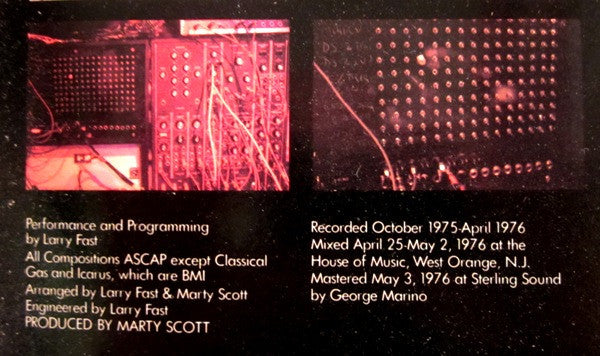 Performance and Programming
by Larry Fast
All Compositions ASCAP except Classical
Gas and Icarus, which are BMI
Arranged by Larry Fast & Marty Scott
Engineered by Larry Fast
PRODUCED BY MARTY SCOTT
Recorded October 1975-April 1976
Mixed April 25-May 2, 1976 at the
House of Music, West Orange, N.J.
Mastered May 3, 1976 at Sterling Sound
by George Marino